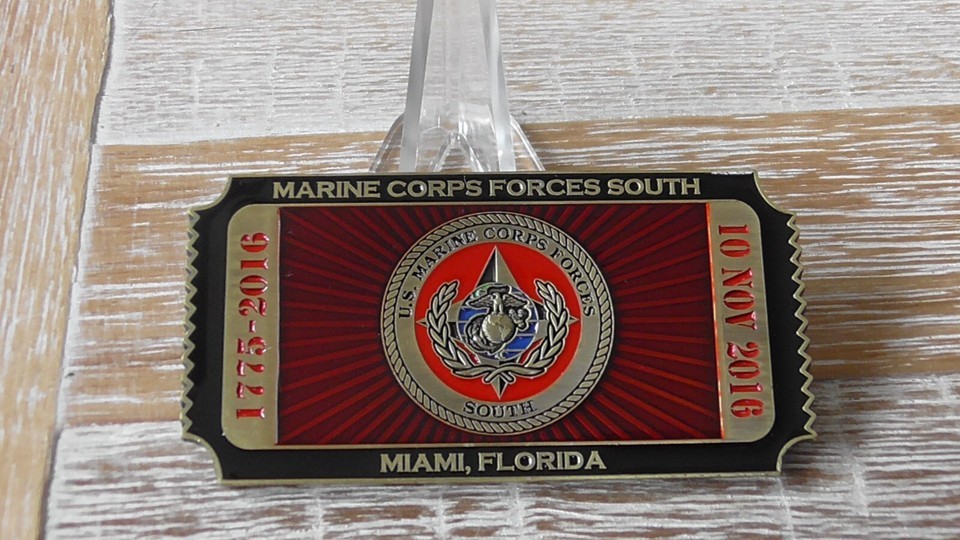 MARINE CORPS FORCES SOUTH
1775-2016
U.S. MARINE CORPS FORCES
SOUTH
10 NOV 2016
MIAMI, FLORIDA